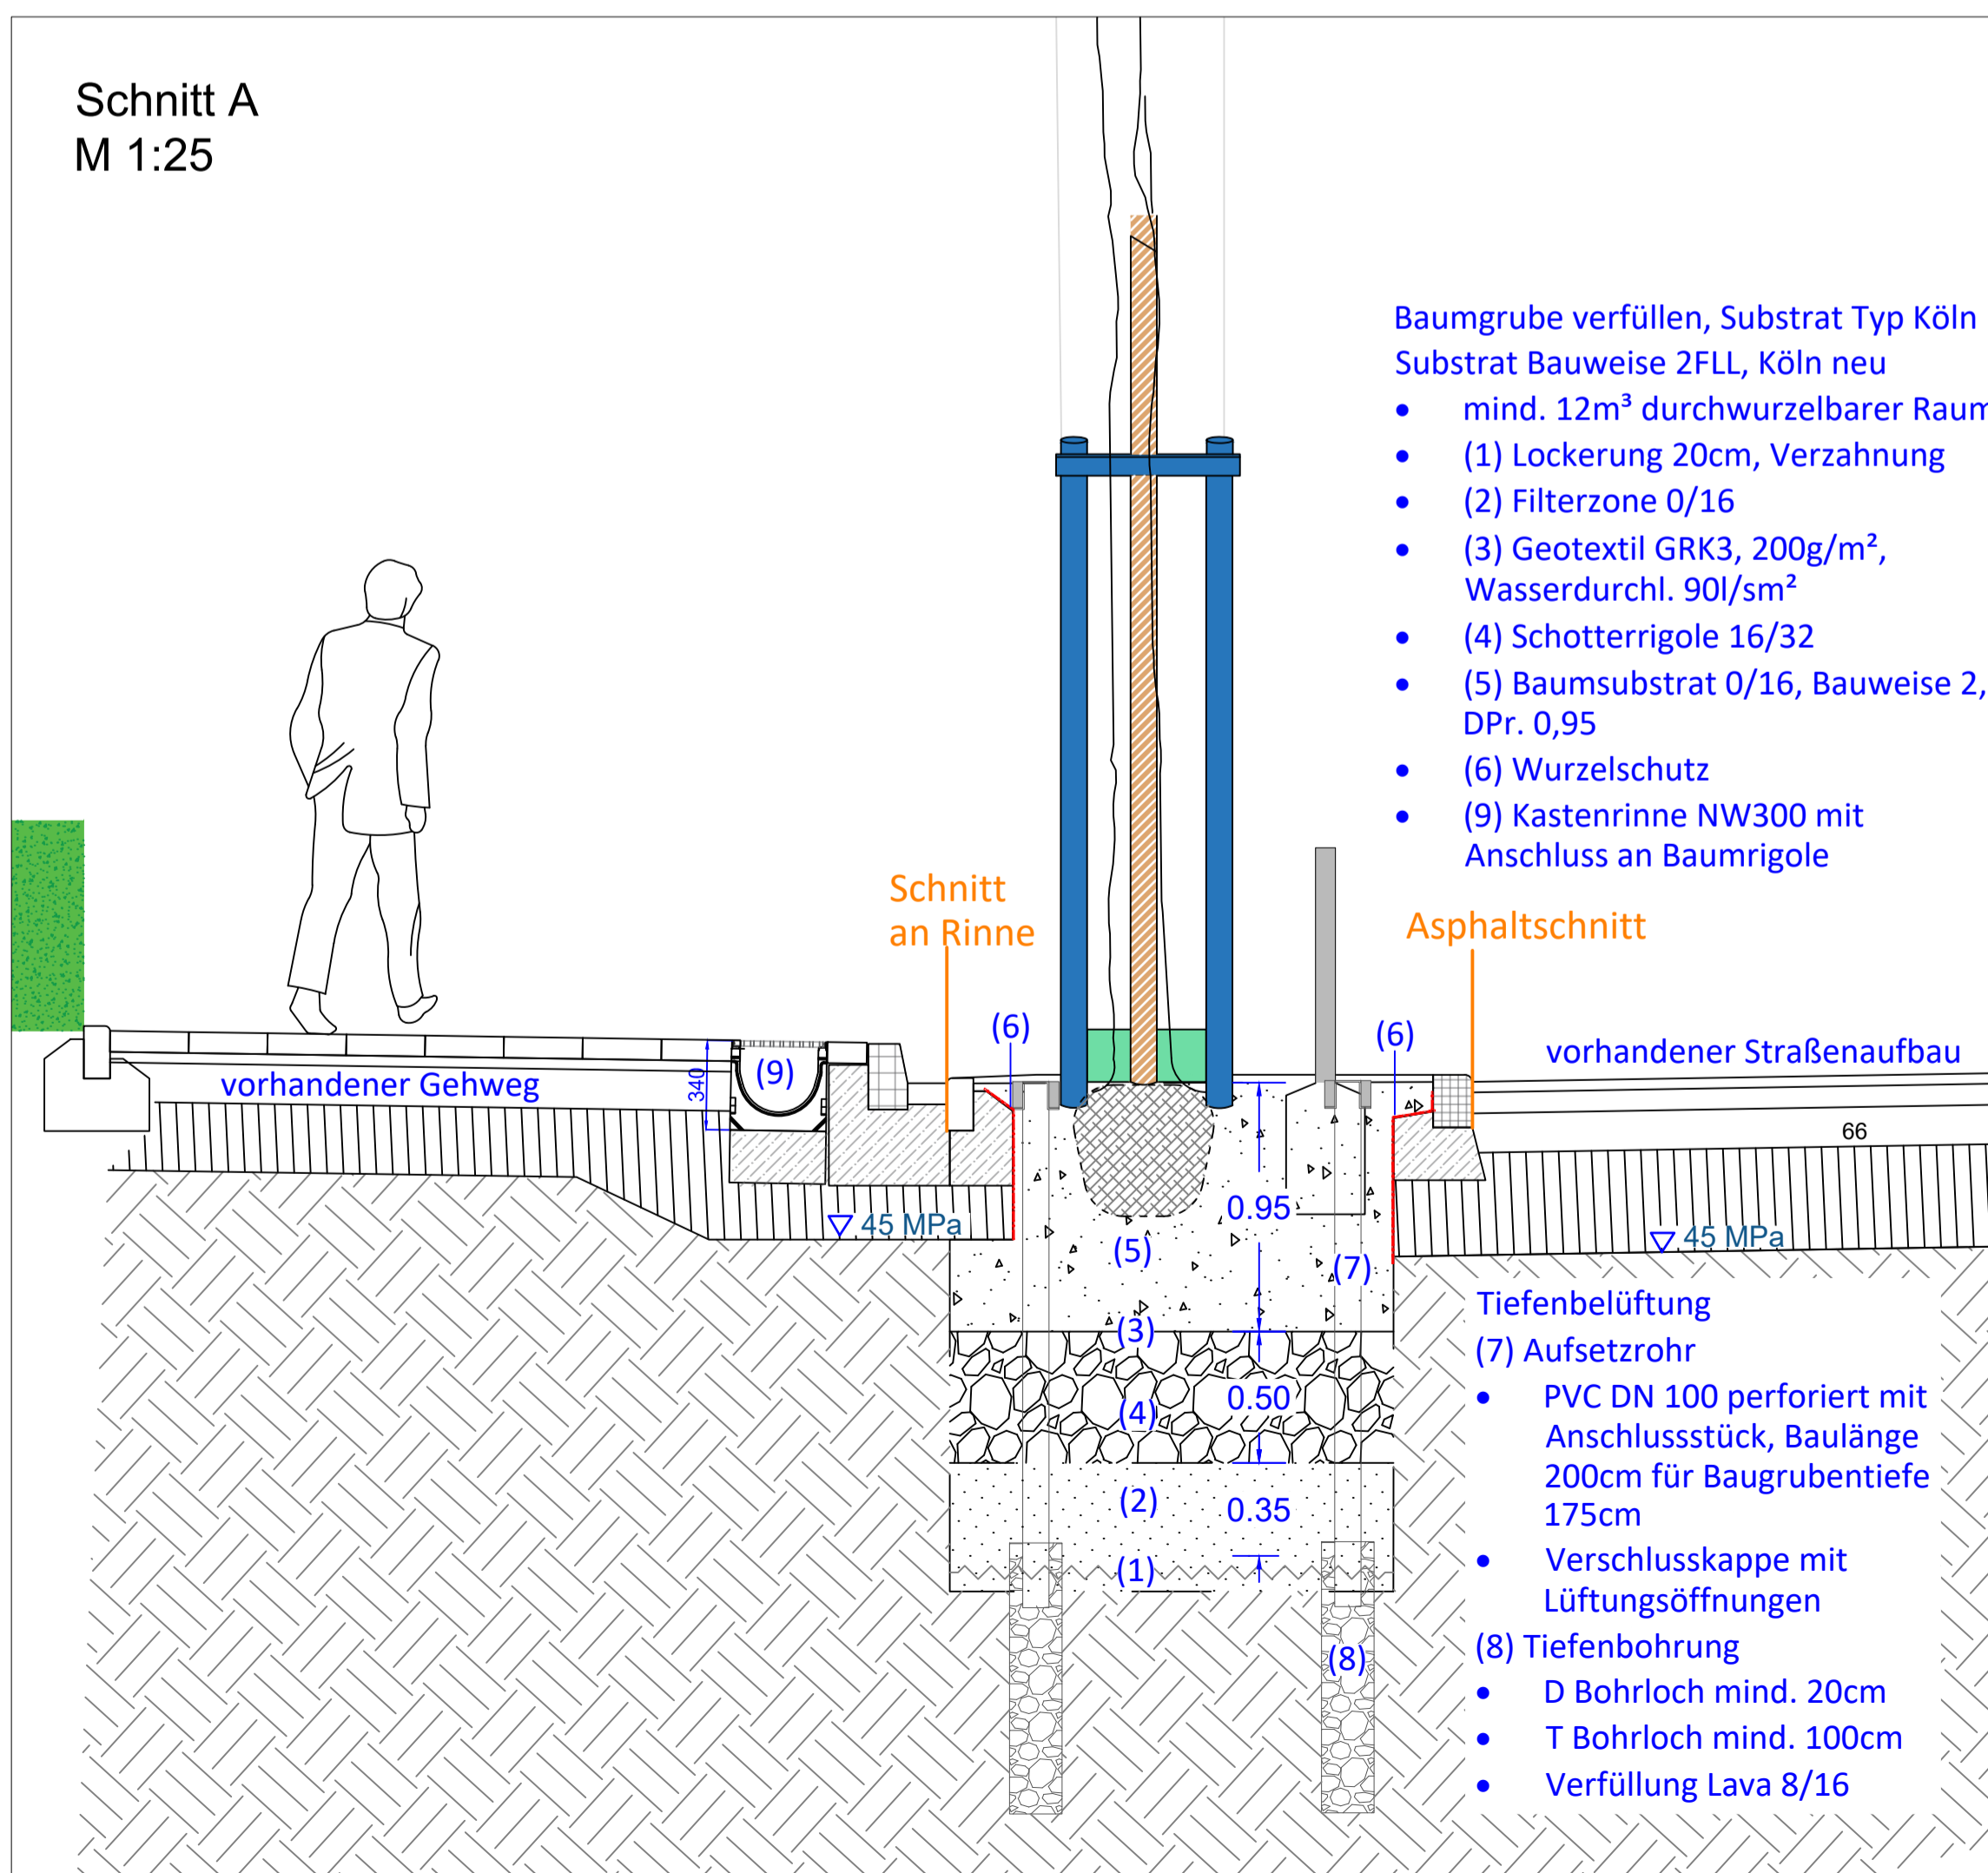 Schnitt A
M 1:25
Baumgrube verfüllen, Substrat Typ Köln
Substrat Bauweise 2FLL, Köln neu
• mind. 12m³ durchwurzelbarer Raum
• (1) Lockerung 20cm, Verzahnung
• (2) Filterzone 0/16
• (3) Geotextil GRK3, 200g/m²,
Wasserdurchl. 90l/sm²
• (4) Schotterrigole 16/32
• (5) Baumsubstrat 0/16, Bauweise 2,
DPr. 0,95
• (6) Wurzelschutz
• (9) Kastenrinne NW300 mit
Anschluss an Baumrigole
Schnitt
an Rinne
Asphaltschnitt
(6)
(6)
vorhandener Straßenaufbau
vorhandener Gehweg
340
(9)
66
45 MPa
0.95
45 MPa
(5)
(7)
(3)
0.50
(4)
(2)
0.35
(1)
(8)
Tiefenbelüftung
(7) Aufsetzrohr
• PVC DN 100 perforiert mit
Anschlussstück, Baulänge
200cm für Baugrubentiefe
175cm
• Verschlusskappe mit
Lüftungsöffnungen
(8) Tiefenbohrung
• D Bohrloch mind. 20cm
• T Bohrloch mind. 100cm
• Verfüllung Lava 8/16